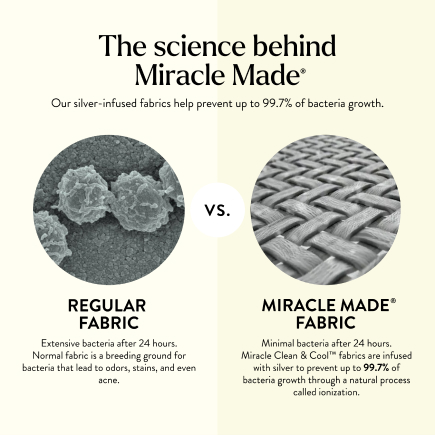 The science behind
Miracle Made®
Our silver-infused fabrics help prevent up to 99.7% of bacteria growth.
VS.
REGULAR
FABRIC
Extensive bacteria after 24 hours.
Normal fabric is a breeding ground for
bacteria that lead to odors, stains, and even
acne.
MIRACLE MADE®
FABRIC
Minimal bacteria after 24 hours.
Miracle Clean & Cool™ fabrics are infused
with silver to prevent up to 99.7% of
bacteria growth through a natural process
called ionization.